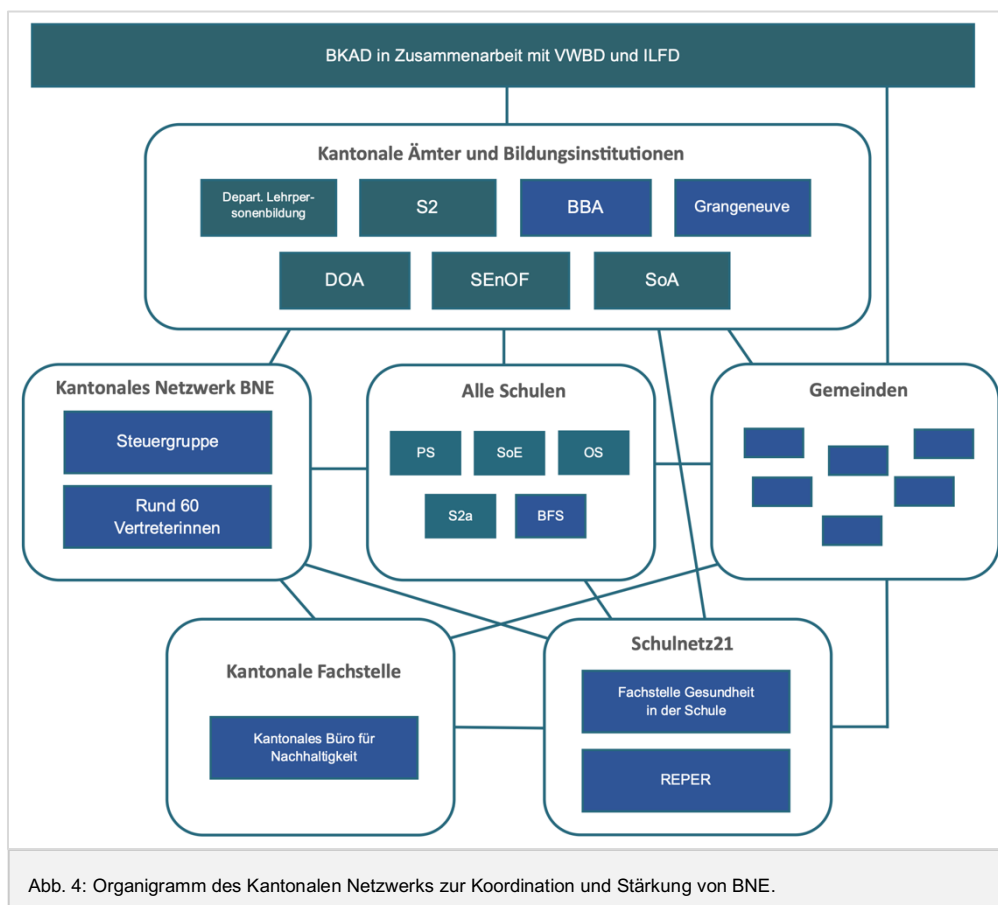 BKAD in Zusammenarbeit mit VWBD und ILFD
Kantonale Ämter und Bildungsinstitutionen
Depart. Lehrper-
sonenbildung
S2
BBA
Grangeneuve
DOA
SEnOF
SoA
Kantonales Netzwerk BNE
Steuergruppe
Rund 60
Vertreterinnen
Alle Schulen
PS
SoE
OS
S2a
BFS
Gemeinden
Kantonale Fachstelle
Kantonales Büro für
Nachhaltigkeit
Schulnetz21
Fachstelle Gesundheit
in der Schule
REPER
Abb. 4: Organigramm des Kantonalen Netzwerks zur Koordination und Stärkung von BNE.